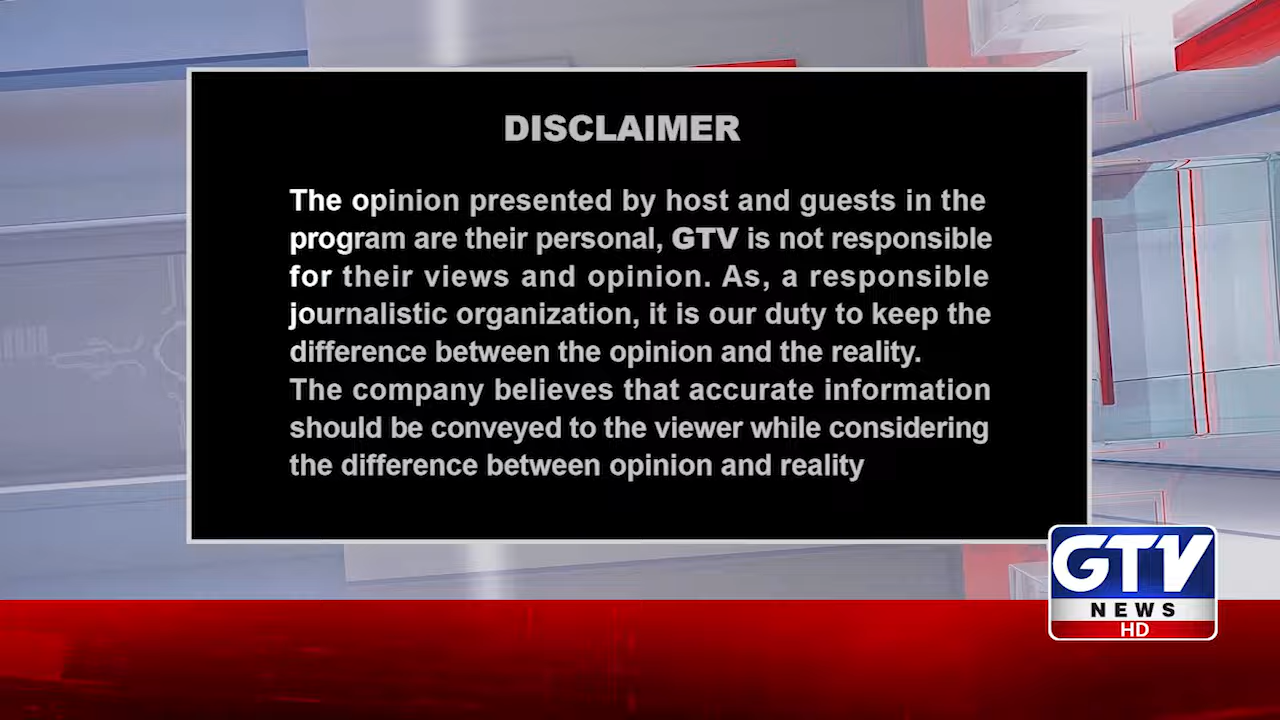 DISCLAIMER
The opinion presented by host and guests in the
program are their personal, GTV is not responsible
for their views and opinion. As, a responsible
journalistic organization, it is our duty to keep the
difference between the opinion and the reality.
The company believes that accurate information
should be conveyed to the viewer while considering
the difference between opinion and reality
GTV
NEWS
HD